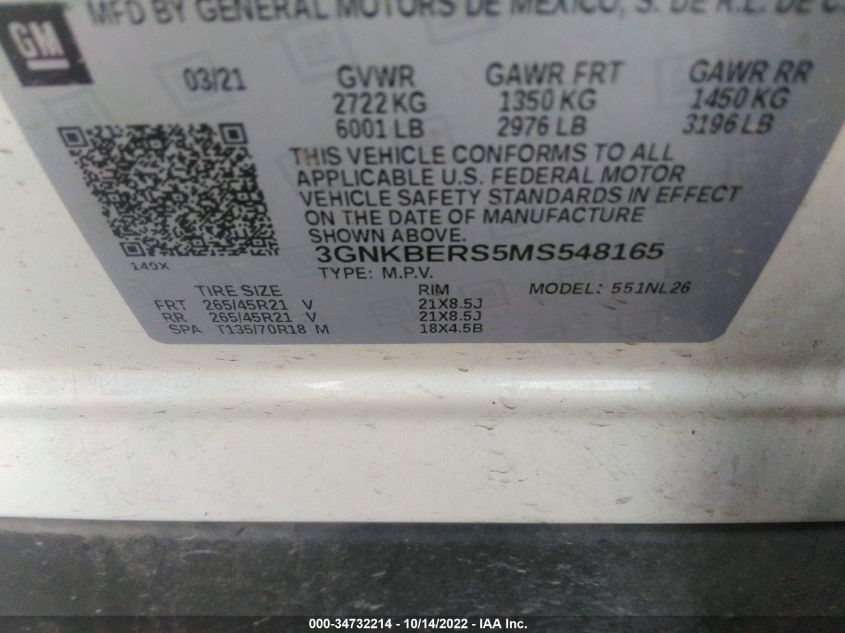 MFD BY GENERAL MOTORS DE MEXICO, S. DE R.L. DE C.
GM
03/21 GVWR GAWR FRT GAWR RR
2722 KG 1350 KG 1450 KG
6001 LB 2976 LB 3196 LB
THIS VEHICLE CONFORMS TO ALL
APPLICABLE U.S. FEDERAL MOTOR
VEHICLE SAFETY STANDARDS IN EFFECT
ON THE DATE OF MANUFACTURE
SHOWN ABOVE.
3GNKBERS5MS548165
149X
TYPE: M.P.V.
TIRE SIZE RIM MODEL: 551NL26
FRT 265/45R21 V 21X8.5J
RR 265/45R21 V 21X8.5J
SPA T135/70R18 M 18X4.5B
000-34732214 - 10/14/2022 - IAA Inc.